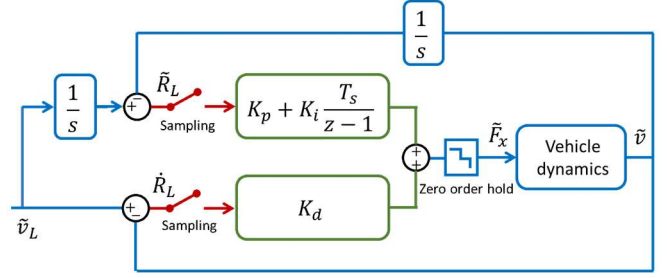 1
s
1
s
−
+
R̃_L
Sampling
K_p + K_i T_s
z − 1
+
+
Zero order hold
F̃_x
Vehicle
dynamics
ṽ
ṽ_L
+
−
Ṙ_L
Sampling
K_d